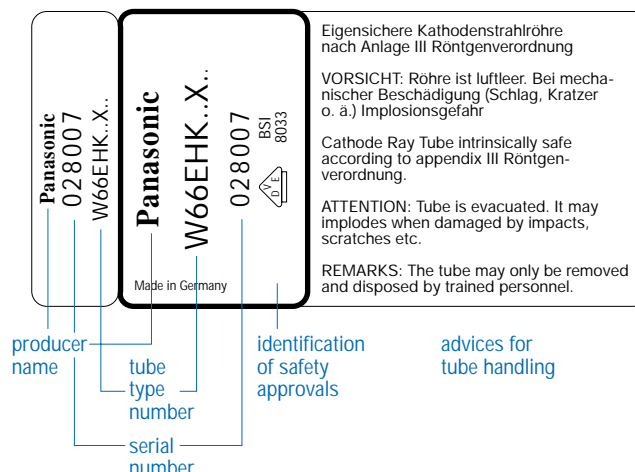 Panasonic
028007
W66EHK..X..
Panasonic
W66EHK..X..
028007
DVE
BSI
8033
Made in Germany
Eigensichere Kathodenstrahlröhre
nach Anlage III Röntgenverordnung
VORSICHT: Röhre ist luftleer. Bei mecha-
nischer Beschädigung (Schlag, Kratzer
o. ä.) Implosionsgefahr
Cathode Ray Tube intrinsically safe
according to appendix III Röntgen-
verordnung.
ATTENTION: Tube is evacuated. It may
implodes when damaged by impacts,
scratches etc.
REMARKS: The tube may only be removed
and disposed by trained personnel.
producer
name
tube
type
number
serial
number
identification
of safety
approvals
advices for
tube handling